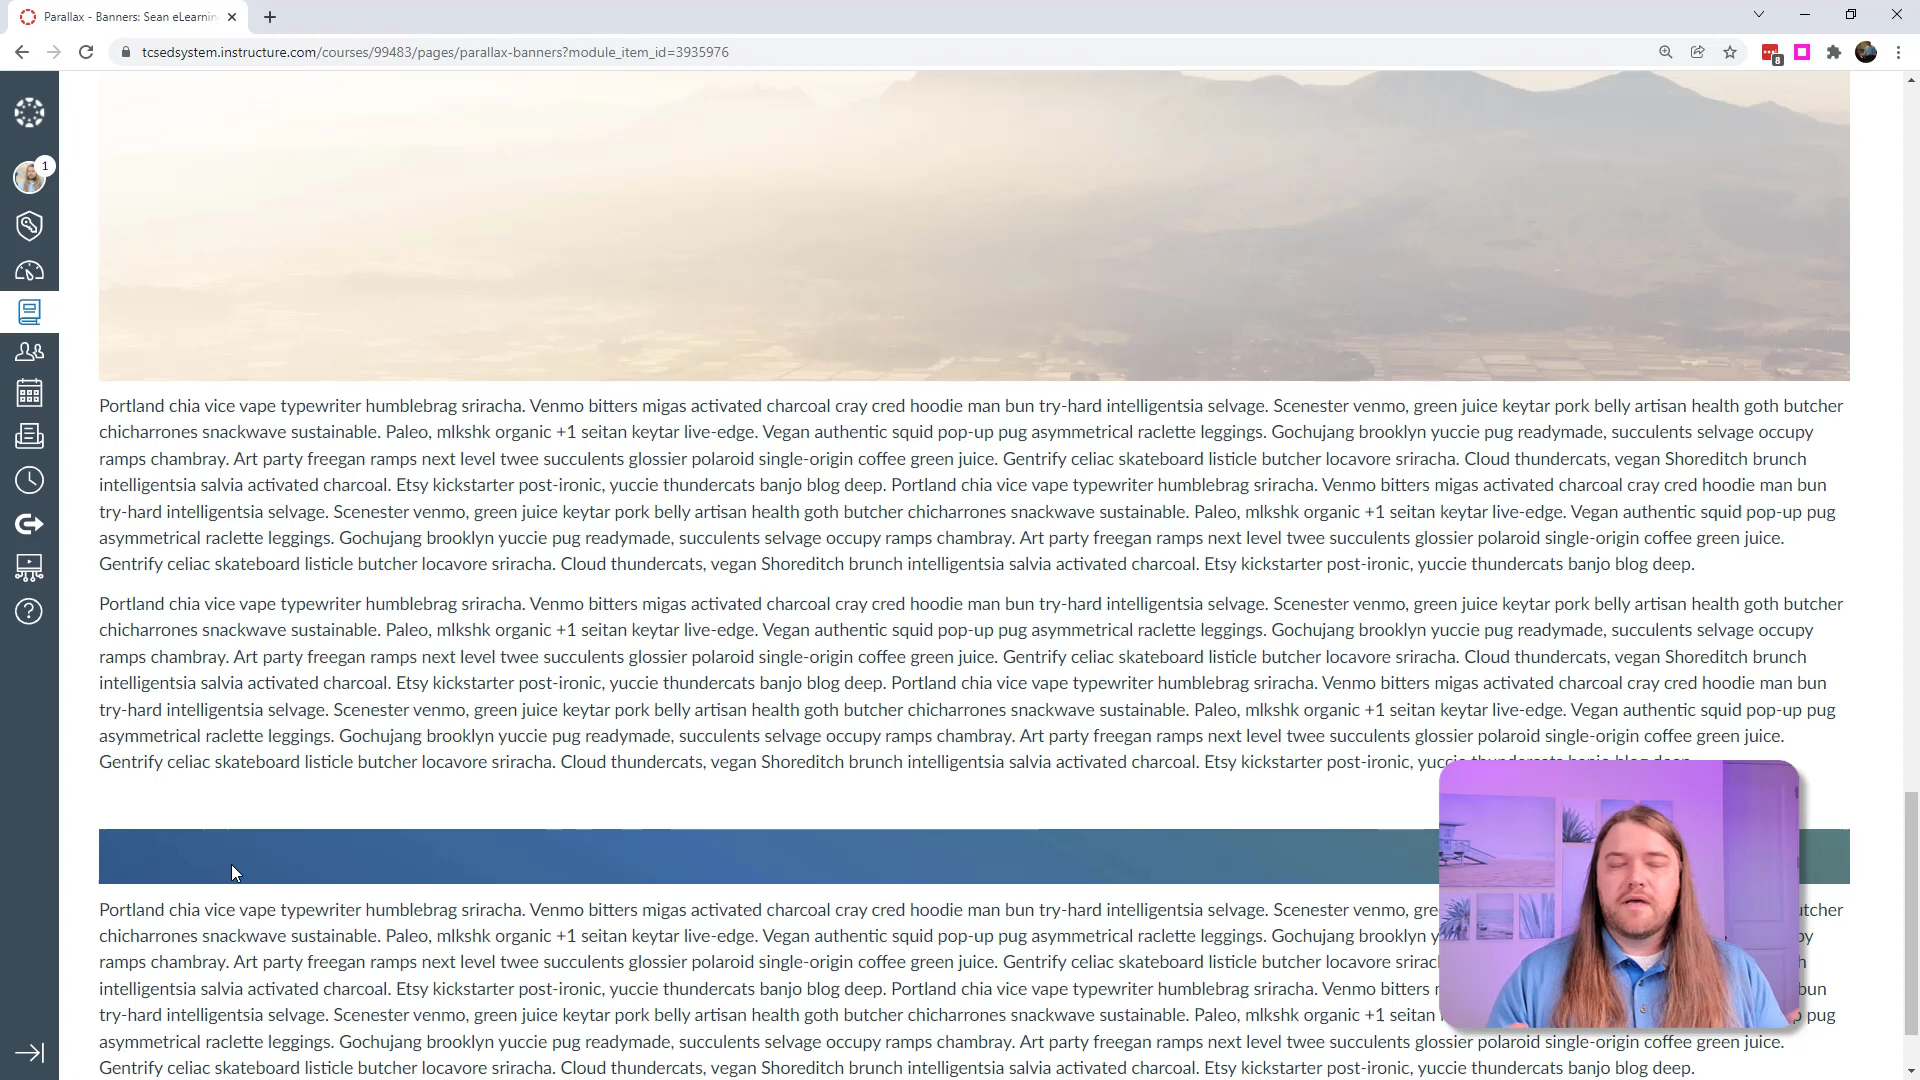 Parallax - Banners: Sean eLearnin
tcsedsystem.instructure.com/courses/99483/pages/parallax-banners?module_item_id=3935976
8
1
Portland chia vice vape typewriter humblebrag sriracha. Venmo bitters migas activated charcoal cray cred hoodie man bun try-hard intelligentsia selvage. Scenester venmo, green juice keytar pork belly artisan health goth butcher
chicharrones snackwave sustainable. Paleo, mlkshk organic +1 seitan keytar live-edge. Vegan authentic squid pop-up pug asymmetrical raclette leggings. Gochujang brooklyn yuccie pug readymade, succulents selvage occupy
ramps chambray. Art party freegan ramps next level twee succulents glossier polaroid single-origin coffee green juice. Gentrify celiac skateboard listicle butcher locavore sriracha. Cloud thundercats, vegan Shoreditch brunch
intelligentsia salvia activated charcoal. Etsy kickstarter post-ironic, yuccie thundercats banjo blog deep. Portland chia vice vape typewriter humblebrag sriracha. Venmo bitters migas activated charcoal cray cred hoodie man bun
try-hard intelligentsia selvage. Scenester venmo, green juice keytar pork belly artisan health goth butcher chicharrones snackwave sustainable. Paleo, mlkshk organic +1 seitan keytar live-edge. Vegan authentic squid pop-up pug
asymmetrical raclette leggings. Gochujang brooklyn yuccie pug readymade, succulents selvage occupy ramps chambray. Art party freegan ramps next level twee succulents glossier polaroid single-origin coffee green juice.
Gentrify celiac skateboard listicle butcher locavore sriracha. Cloud thundercats, vegan Shoreditch brunch intelligentsia salvia activated charcoal. Etsy kickstarter post-ironic, yuccie thundercats banjo blog deep.
Portland chia vice vape typewriter humblebrag sriracha. Venmo bitters migas activated charcoal cray cred hoodie man bun try-hard intelligentsia selvage. Scenester venmo, green juice keytar pork belly artisan health goth butcher
chicharrones snackwave sustainable. Paleo, mlkshk organic +1 seitan keytar live-edge. Vegan authentic squid pop-up pug asymmetrical raclette leggings. Gochujang brooklyn yuccie pug readymade, succulents selvage occupy
ramps chambray. Art party freegan ramps next level twee succulents glossier polaroid single-origin coffee green juice. Gentrify celiac skateboard listicle butcher locavore sriracha. Cloud thundercats, vegan Shoreditch brunch
intelligentsia salvia activated charcoal. Etsy kickstarter post-ironic, yuccie thundercats banjo blog deep. Portland chia vice vape typewriter humblebrag sriracha. Venmo bitters migas activated charcoal cray cred hoodie man bun
try-hard intelligentsia selvage. Scenester venmo, green juice keytar pork belly artisan health goth butcher chicharrones snackwave sustainable. Paleo, mlkshk organic +1 seitan keytar live-edge. Vegan authentic squid pop-up pug
asymmetrical raclette leggings. Gochujang brooklyn yuccie pug readymade, succulents selvage occupy ramps chambray. Art party freegan ramps next level twee succulents glossier polaroid single-origin coffee green juice.
Gentrify celiac skateboard listicle butcher locavore sriracha. Cloud thundercats, vegan Shoreditch brunch intelligentsia salvia activated charcoal. Etsy kickstarter post-ironic,
Portland chia vice vape typewriter humblebrag sriracha. Venmo bitters migas activated charcoal cray cred hoodie man bun try-hard intelligentsia selvage. Scenester venmo, gre utcher
chicharrones snackwave sustainable. Paleo, mlkshk organic +1 seitan keytar live-edge. Vegan authentic squid pop-up pug asymmetrical raclette leggings. Gochujang brooklyn
ramps chambray. Art party freegan ramps next level twee succulents glossier polaroid single-origin coffee green juice. Gentrify celiac skateboard listicle butcher locavore srirac
intelligentsia salvia activated charcoal. Etsy kickstarter post-ironic, yuccie thundercats banjo blog deep. Portland chia vice vape typewriter humblebrag sriracha. Venmo bitters bun
try-hard intelligentsia selvage. Scenester venmo, green juice keytar pork belly artisan health goth butcher chicharrones snackwave sustainable. Paleo, mlkshk organic +1 seitan pug
asymmetrical raclette leggings. Gochujang brooklyn yuccie pug readymade, succulents selvage occupy ramps chambray. Art party freegan ramps next level twee succulents glossier polaroid single-origin coffee green juice.
Gentrify celiac skateboard listicle butcher locavore sriracha. Cloud thundercats, vegan Shoreditch brunch intelligentsia salvia activated charcoal. Etsy kickstarter post-ironic, yuccie thundercats banjo blog deep.